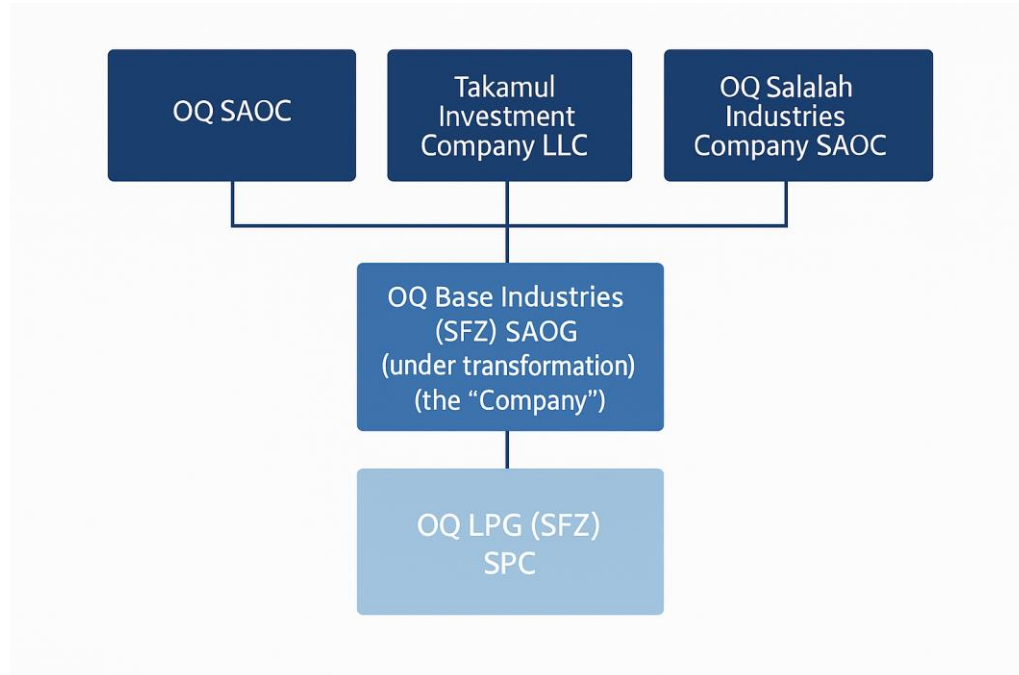 OQ SAOC
Takamul
Investment
Company LLC
OQ Salalah
Industries
Company SAOC
OQ Base Industries
(SFZ) SAOG
(under transformation)
(the “Company”)
OQ LPG (SFZ)
SPC